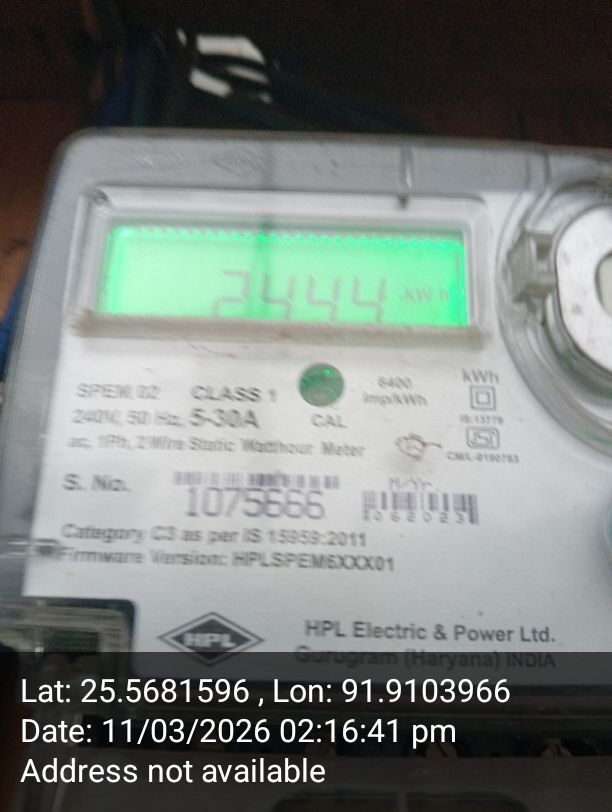 2444 kWh
SPEM 02 CLASS 1
6400 imp/kWh
kWh
240V, 50 Hz, 5-30A
CAL
IS:13779
ac, 1Ph, 2 Wire Static Watthour Meter
CM/L-8190793
S. No.
1075666
M/Yr.
062023
Category C3 as per IS 15959:2011
Firmware Version: HPLSPEM6XXX01
HPL
HPL Electric & Power Ltd.
Gurugram (Haryana) INDIA
Lat: 25.5681596 , Lon: 91.9103966
Date: 11/03/2026 02:16:41 pm
Address not available